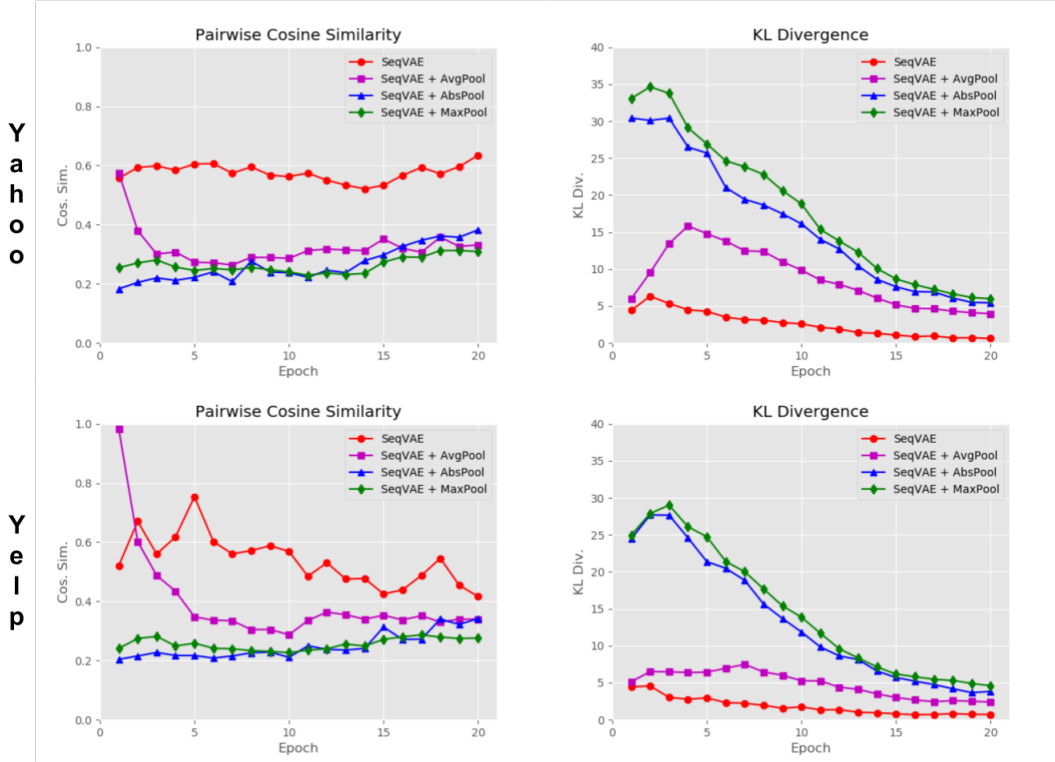 Yahoo
Pairwise Cosine Similarity
1.0
0.8
0.6
0.4
0.2
0.0
Cos. Sim.
SeqVAE
SeqVAE + AvgPool
SeqVAE + AbsPool
SeqVAE + MaxPool
0
5
10
15
20
Epoch
KL Divergence
40
35
30
25
20
15
10
5
0
KL Div.
SeqVAE
SeqVAE + AvgPool
SeqVAE + AbsPool
SeqVAE + MaxPool
0
5
10
15
20
Epoch
Yelp
Pairwise Cosine Similarity
1.0
0.8
0.6
0.4
0.2
0.0
Cos. Sim.
SeqVAE
SeqVAE + AvgPool
SeqVAE + AbsPool
SeqVAE + MaxPool
0
5
10
15
20
Epoch
KL Divergence
40
35
30
25
20
15
10
5
0
KL Div.
SeqVAE
SeqVAE + AvgPool
SeqVAE + AbsPool
SeqVAE + MaxPool
0
5
10
15
20
Epoch